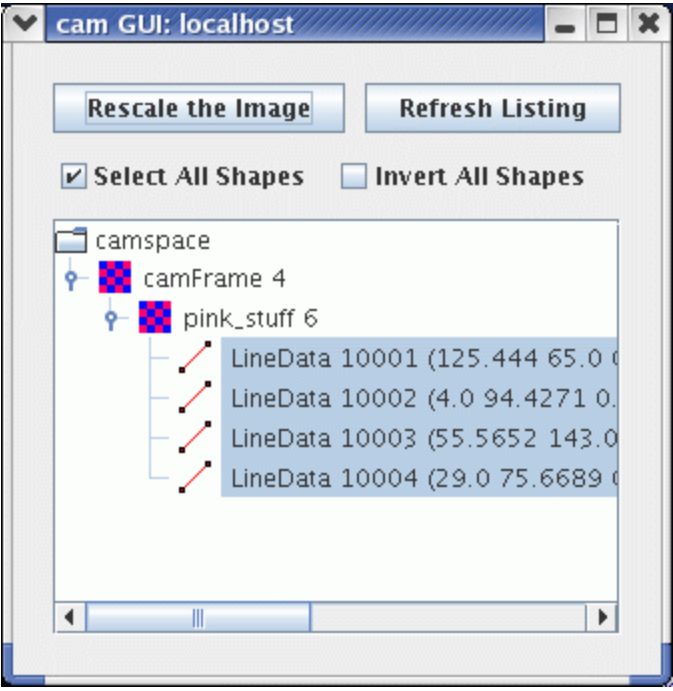 cam GUI: localhost
Rescale the Image Refresh Listing
Select All Shapes Invert All Shapes
camspace
camFrame 4
pink_stuff 6
LineData 10001 (125.444 65.0
LineData 10002 (4.0 94.4271 0.
LineData 10003 (55.5652 143.0
LineData 10004 (29.0 75.6689